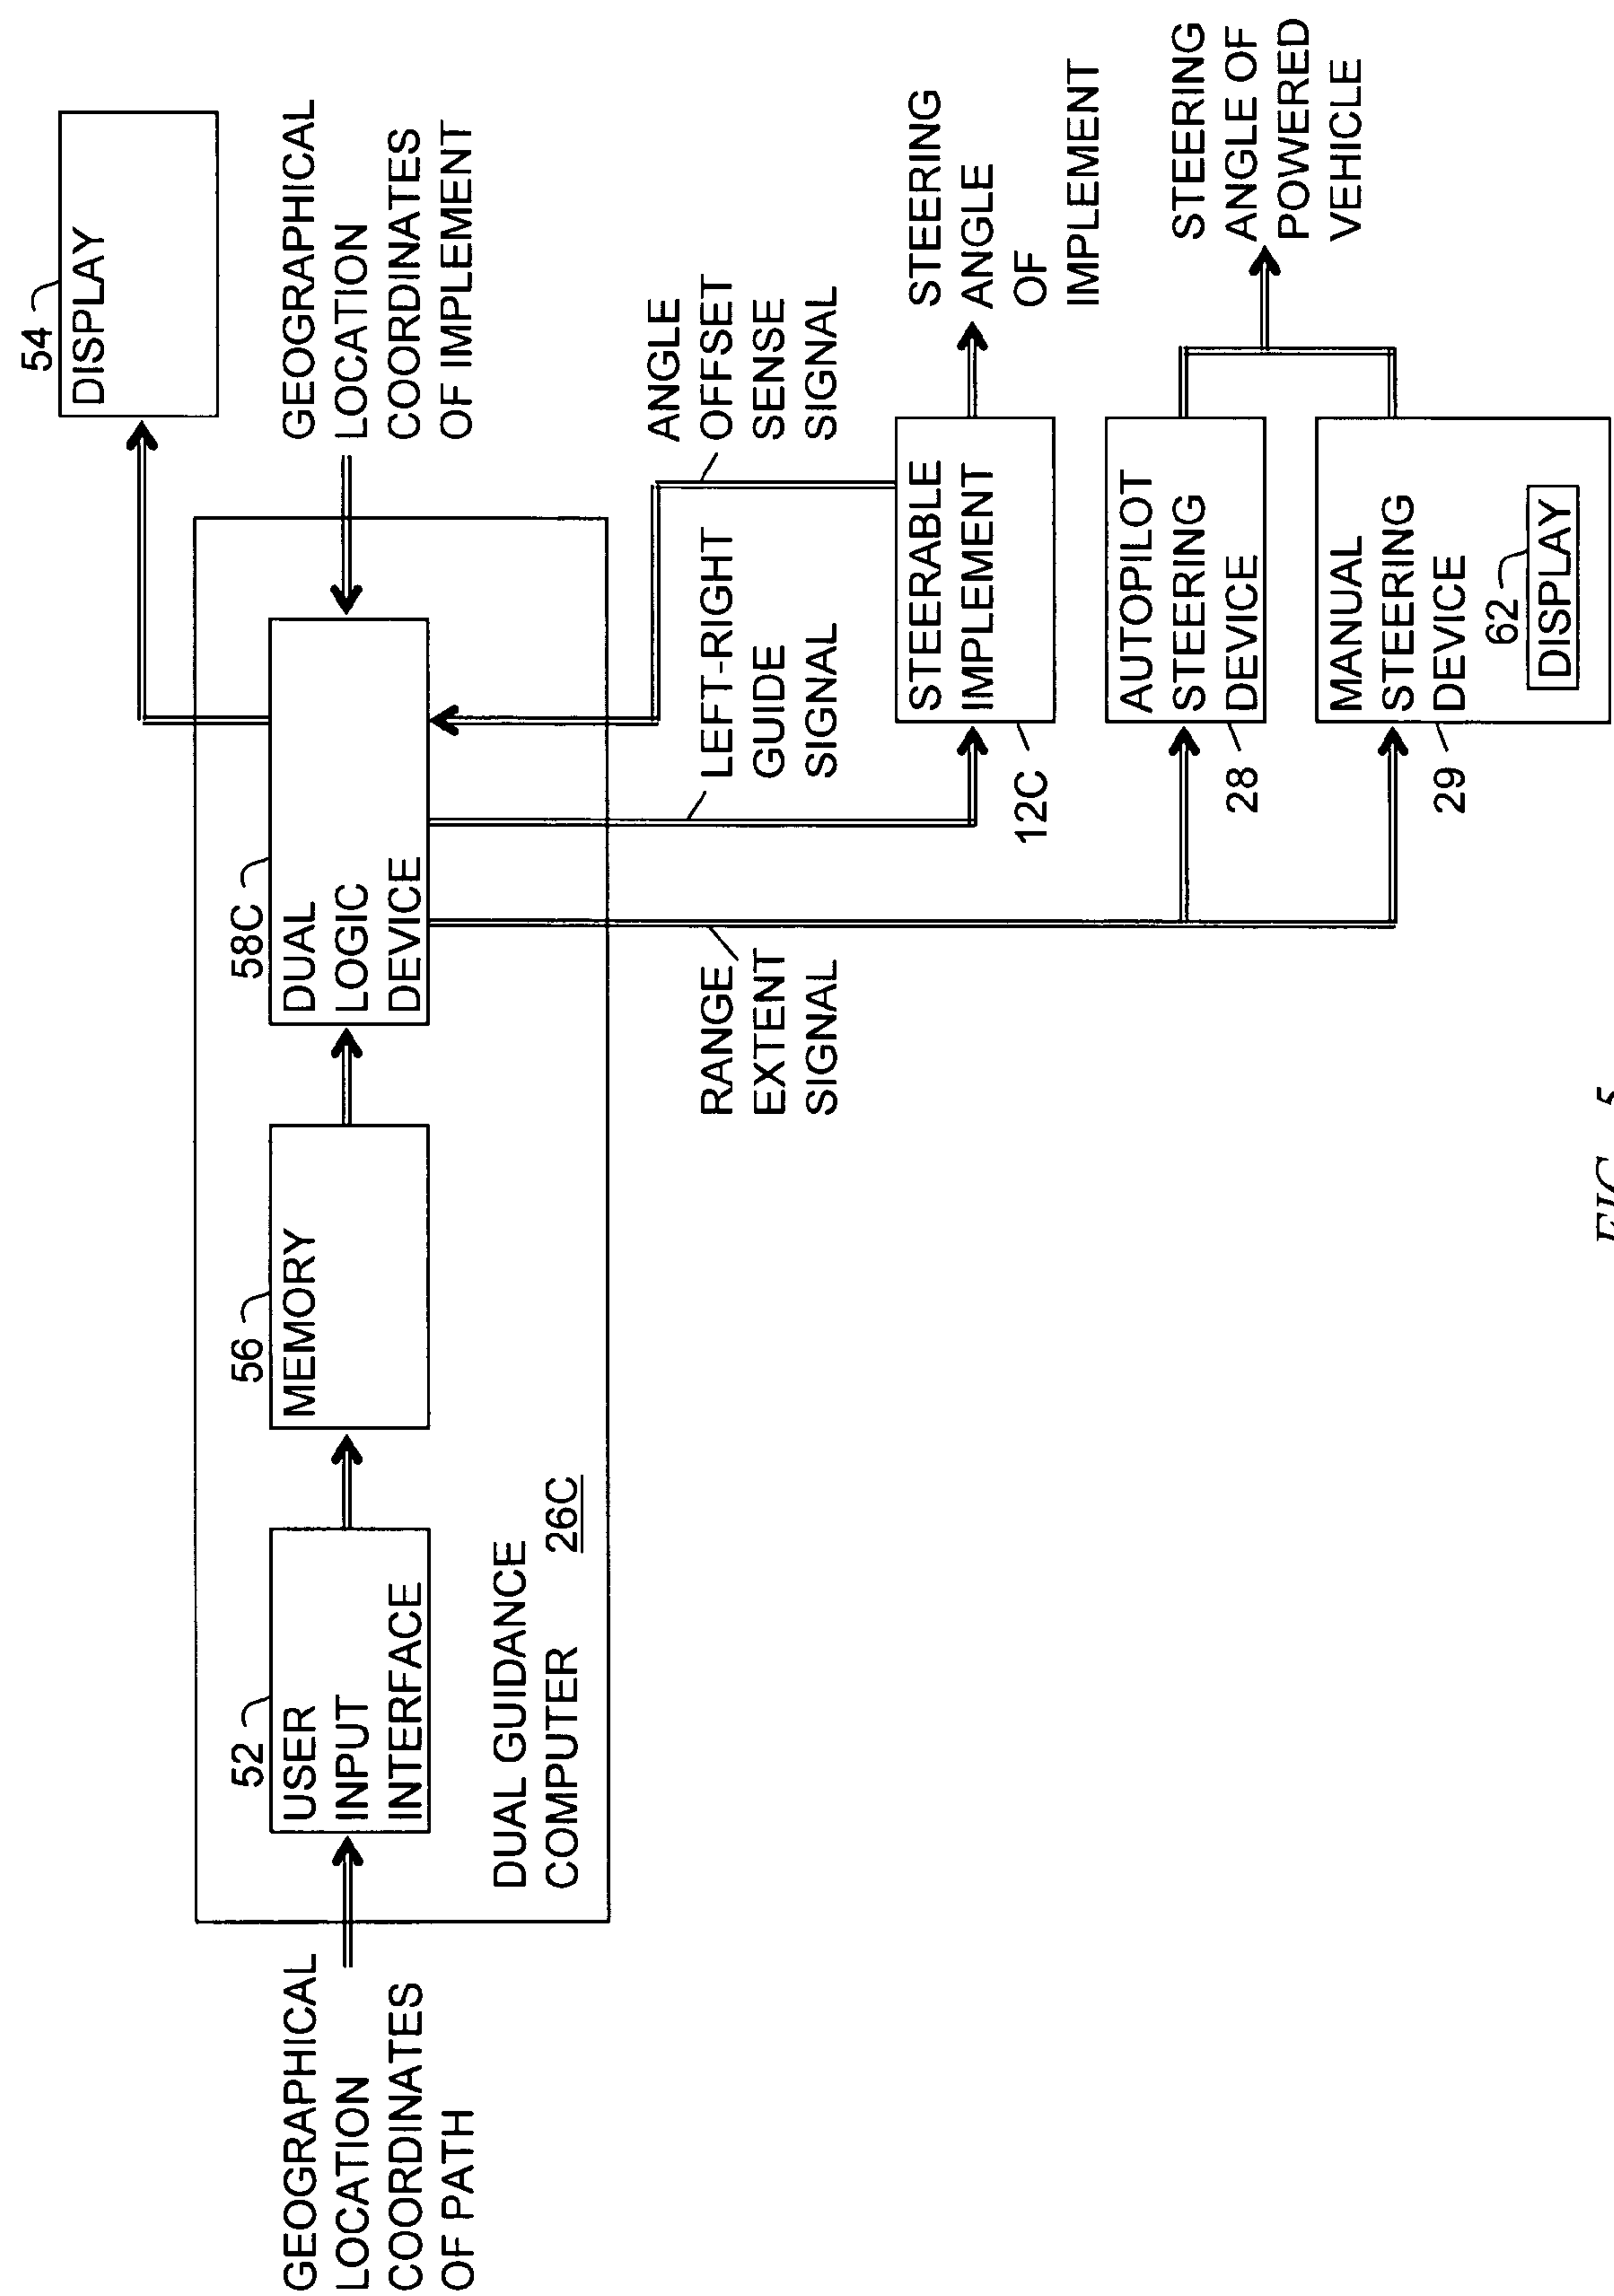 54
DISPLAY
GEOGRAPHICAL
LOCATION
COORDINATES
OF IMPLEMENT
58C
DUAL
LOGIC
DEVICE
56
MEMORY
52
USER
INPUT
INTERFACE
GEOGRAPHICAL
LOCATION
COORDINATES
OF PATH
DUAL GUIDANCE
COMPUTER 26C
ANGLE
OFFSET
SENSE
SIGNAL
LEFT-RIGHT
GUIDE
SIGNAL
RANGE
EXTENT
SIGNAL
STEERABLE
IMPLEMENT
12C
STEERING
ANGLE
OF
IMPLEMENT
AUTOPILOT
STEERING
DEVICE
28
STEERING
ANGLE OF
POWERED
VEHICLE
MANUAL
STEERING
DEVICE
62
DISPLAY
29
FIG. 5